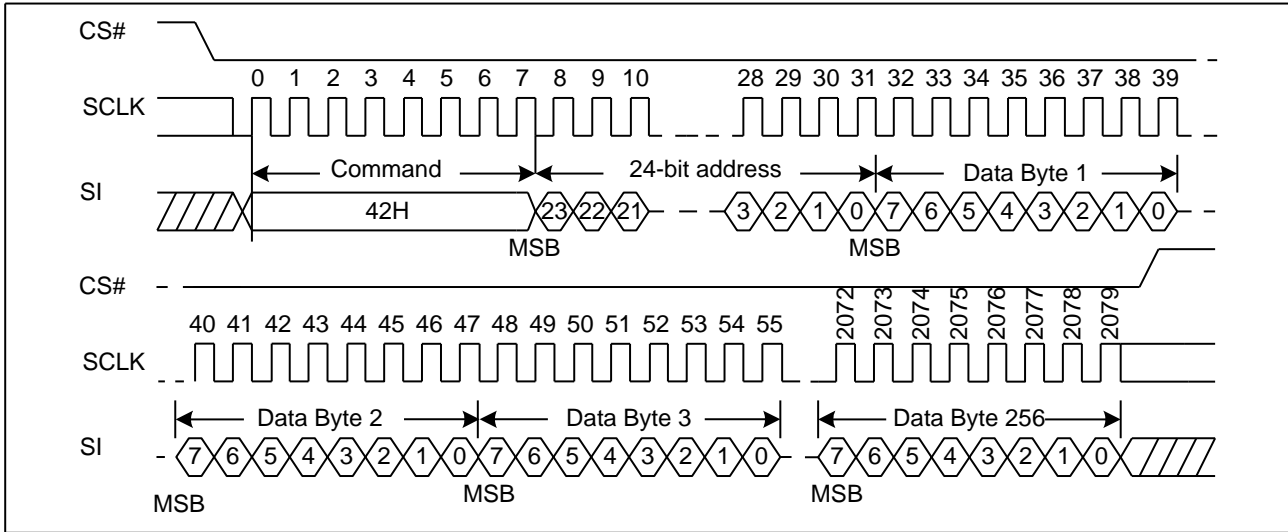 CS#
0 1 2 3 4 5 6 7 8 9 10 28 29 30 31 32 33 34 35 36 37 38 39
SCLK
Command 24-bit address Data Byte 1
SI
42H 23 22 21 3 2 1 0 7 6 5 4 3 2 1 0
MSB MSB
CS#
40 41 42 43 44 45 46 47 48 49 50 51 52 53 54 55 2072 2073 2074 2075 2076 2077 2078 2079
SCLK
Data Byte 2 Data Byte 3 Data Byte 256
SI
7 6 5 4 3 2 1 0 7 6 5 4 3 2 1 0 7 6 5 4 3 2 1 0
MSB MSB MSB